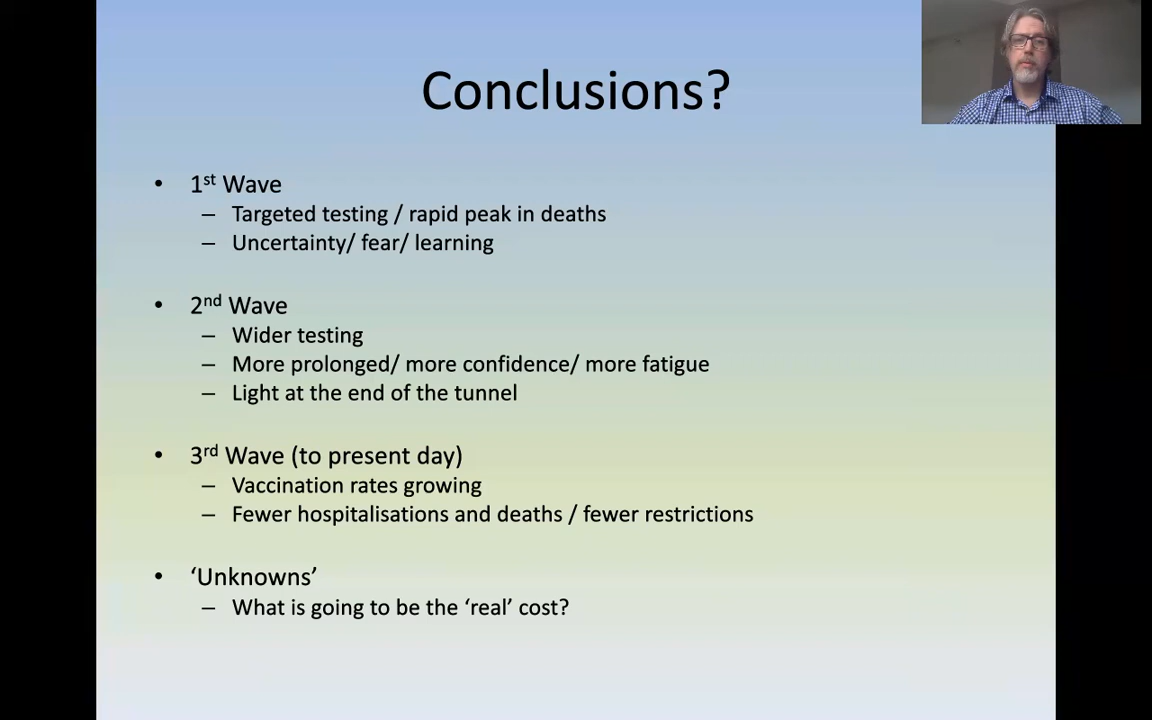 Conclusions?
• 1st Wave
– Targeted testing / rapid peak in deaths
– Uncertainty/ fear/ learning
• 2nd Wave
– Wider testing
– More prolonged/ more confidence/ more fatigue
– Light at the end of the tunnel
• 3rd Wave (to present day)
– Vaccination rates growing
– Fewer hospitalisations and deaths / fewer restrictions
• ‘Unknowns’
– What is going to be the ‘real’ cost?